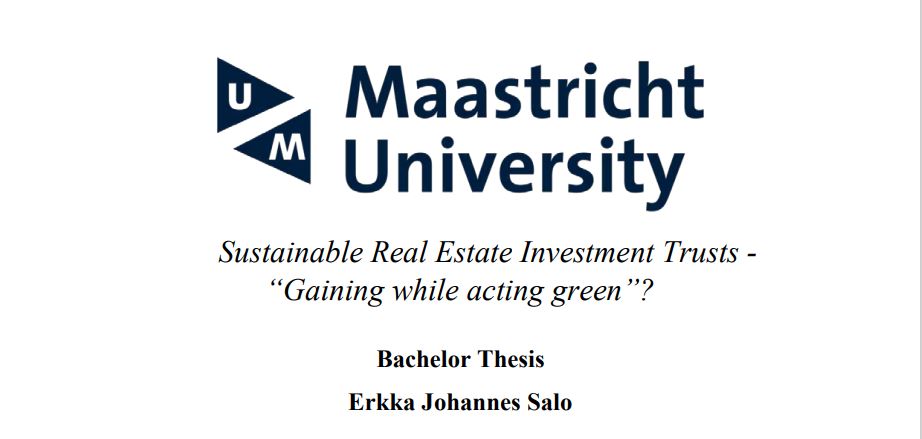 U
M
Maastricht
University
Sustainable Real Estate Investment Trusts -
“Gaining while acting green”?
Bachelor Thesis
Erkka Johannes Salo